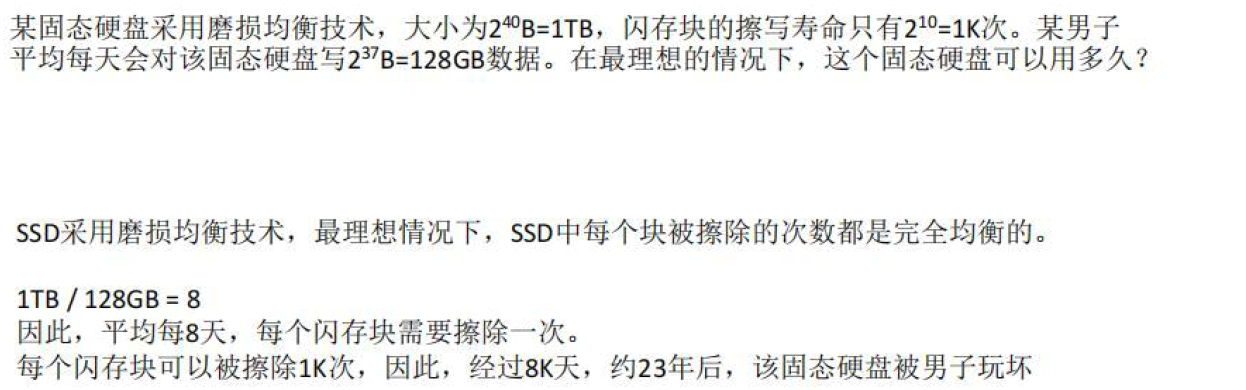 某固态硬盘采用磨损均衡技术，大小为2⁴⁰B=1TB，闪存块的擦写寿命只有2¹⁰=1K次。某男子
平均每天会对该固态硬盘写2³⁷B=128GB数据。在最理想的情况下，这个固态硬盘可以用多久？
SSD采用磨损均衡技术，最理想情况下，SSD中每个块被擦除的次数都是完全均衡的。
1TB / 128GB = 8
因此，平均每8天，每个闪存块需要擦除一次。
每个闪存块可以被擦除1K次，因此，经过8K天，约23年后，该固态硬盘被男子玩坏